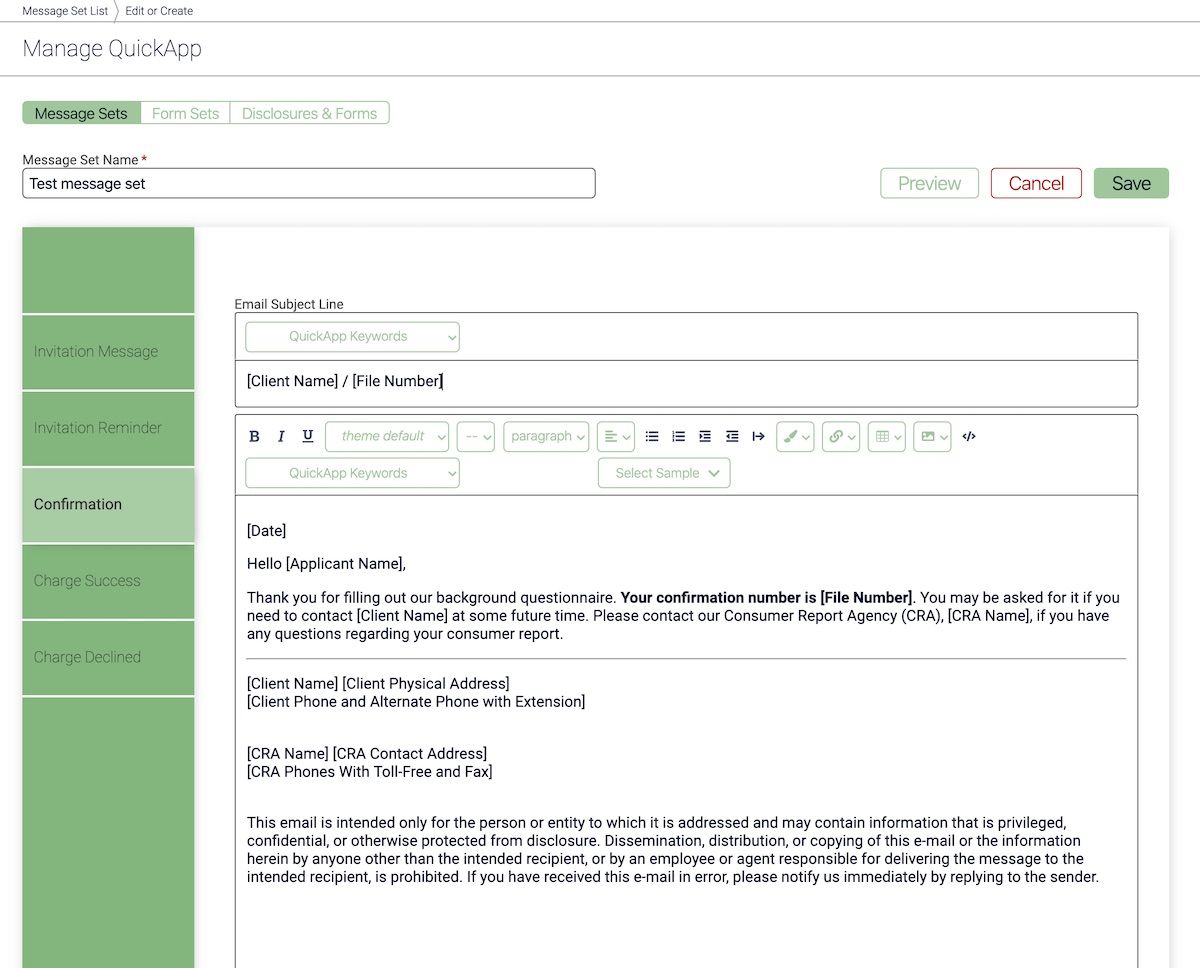 Message Set List Edit or Create
Manage QuickApp
Message Sets Form Sets Disclosures & Forms
Message Set Name *
Test message set
Preview Cancel Save
Invitation Message
Invitation Reminder
Confirmation
Charge Success
Charge Declined
Email Subject Line
QuickApp Keywords
[Client Name] / [File Number]
B I U theme default -- paragraph </>
QuickApp Keywords Select Sample
[Date]
Hello [Applicant Name],
Thank you for filling out our background questionnaire. Your confirmation number is [File Number]. You may be asked for it if you
need to contact [Client Name] at some future time. Please contact our Consumer Report Agency (CRA), [CRA Name], if you have
any questions regarding your consumer report.
[Client Name] [Client Physical Address]
[Client Phone and Alternate Phone with Extension]
[CRA Name] [CRA Contact Address]
[CRA Phones With Toll-Free and Fax]
This email is intended only for the person or entity to which it is addressed and may contain information that is privileged,
confidential, or otherwise protected from disclosure. Dissemination, distribution, or copying of this e-mail or the information
herein by anyone other than the intended recipient, or by an employee or agent responsible for delivering the message to the
intended recipient, is prohibited. If you have received this e-mail in error, please notify us immediately by replying to the sender.